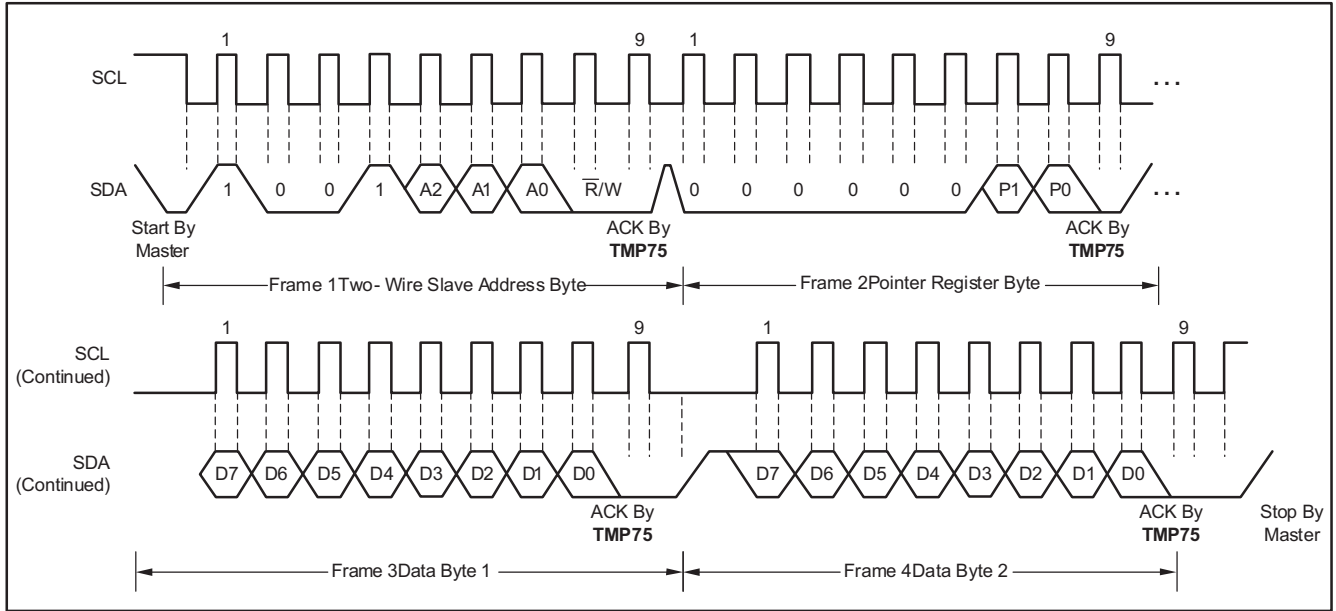 1 9 1 9
SCL ...
SDA 1 0 0 1 A2 A1 A0 R̅/W 0 0 0 0 0 0 P1 P0 ...
Start By Master
ACK By TMP75
ACK By TMP75
Frame 1Two- Wire Slave Address Byte
Frame 2Pointer Register Byte
1 9 1 9
SCL
(Continued)
SDA
(Continued)
D7 D6 D5 D4 D3 D2 D1 D0 D7 D6 D5 D4 D3 D2 D1 D0
ACK By TMP75
ACK By TMP75
Stop By Master
Frame 3Data Byte 1
Frame 4Data Byte 2